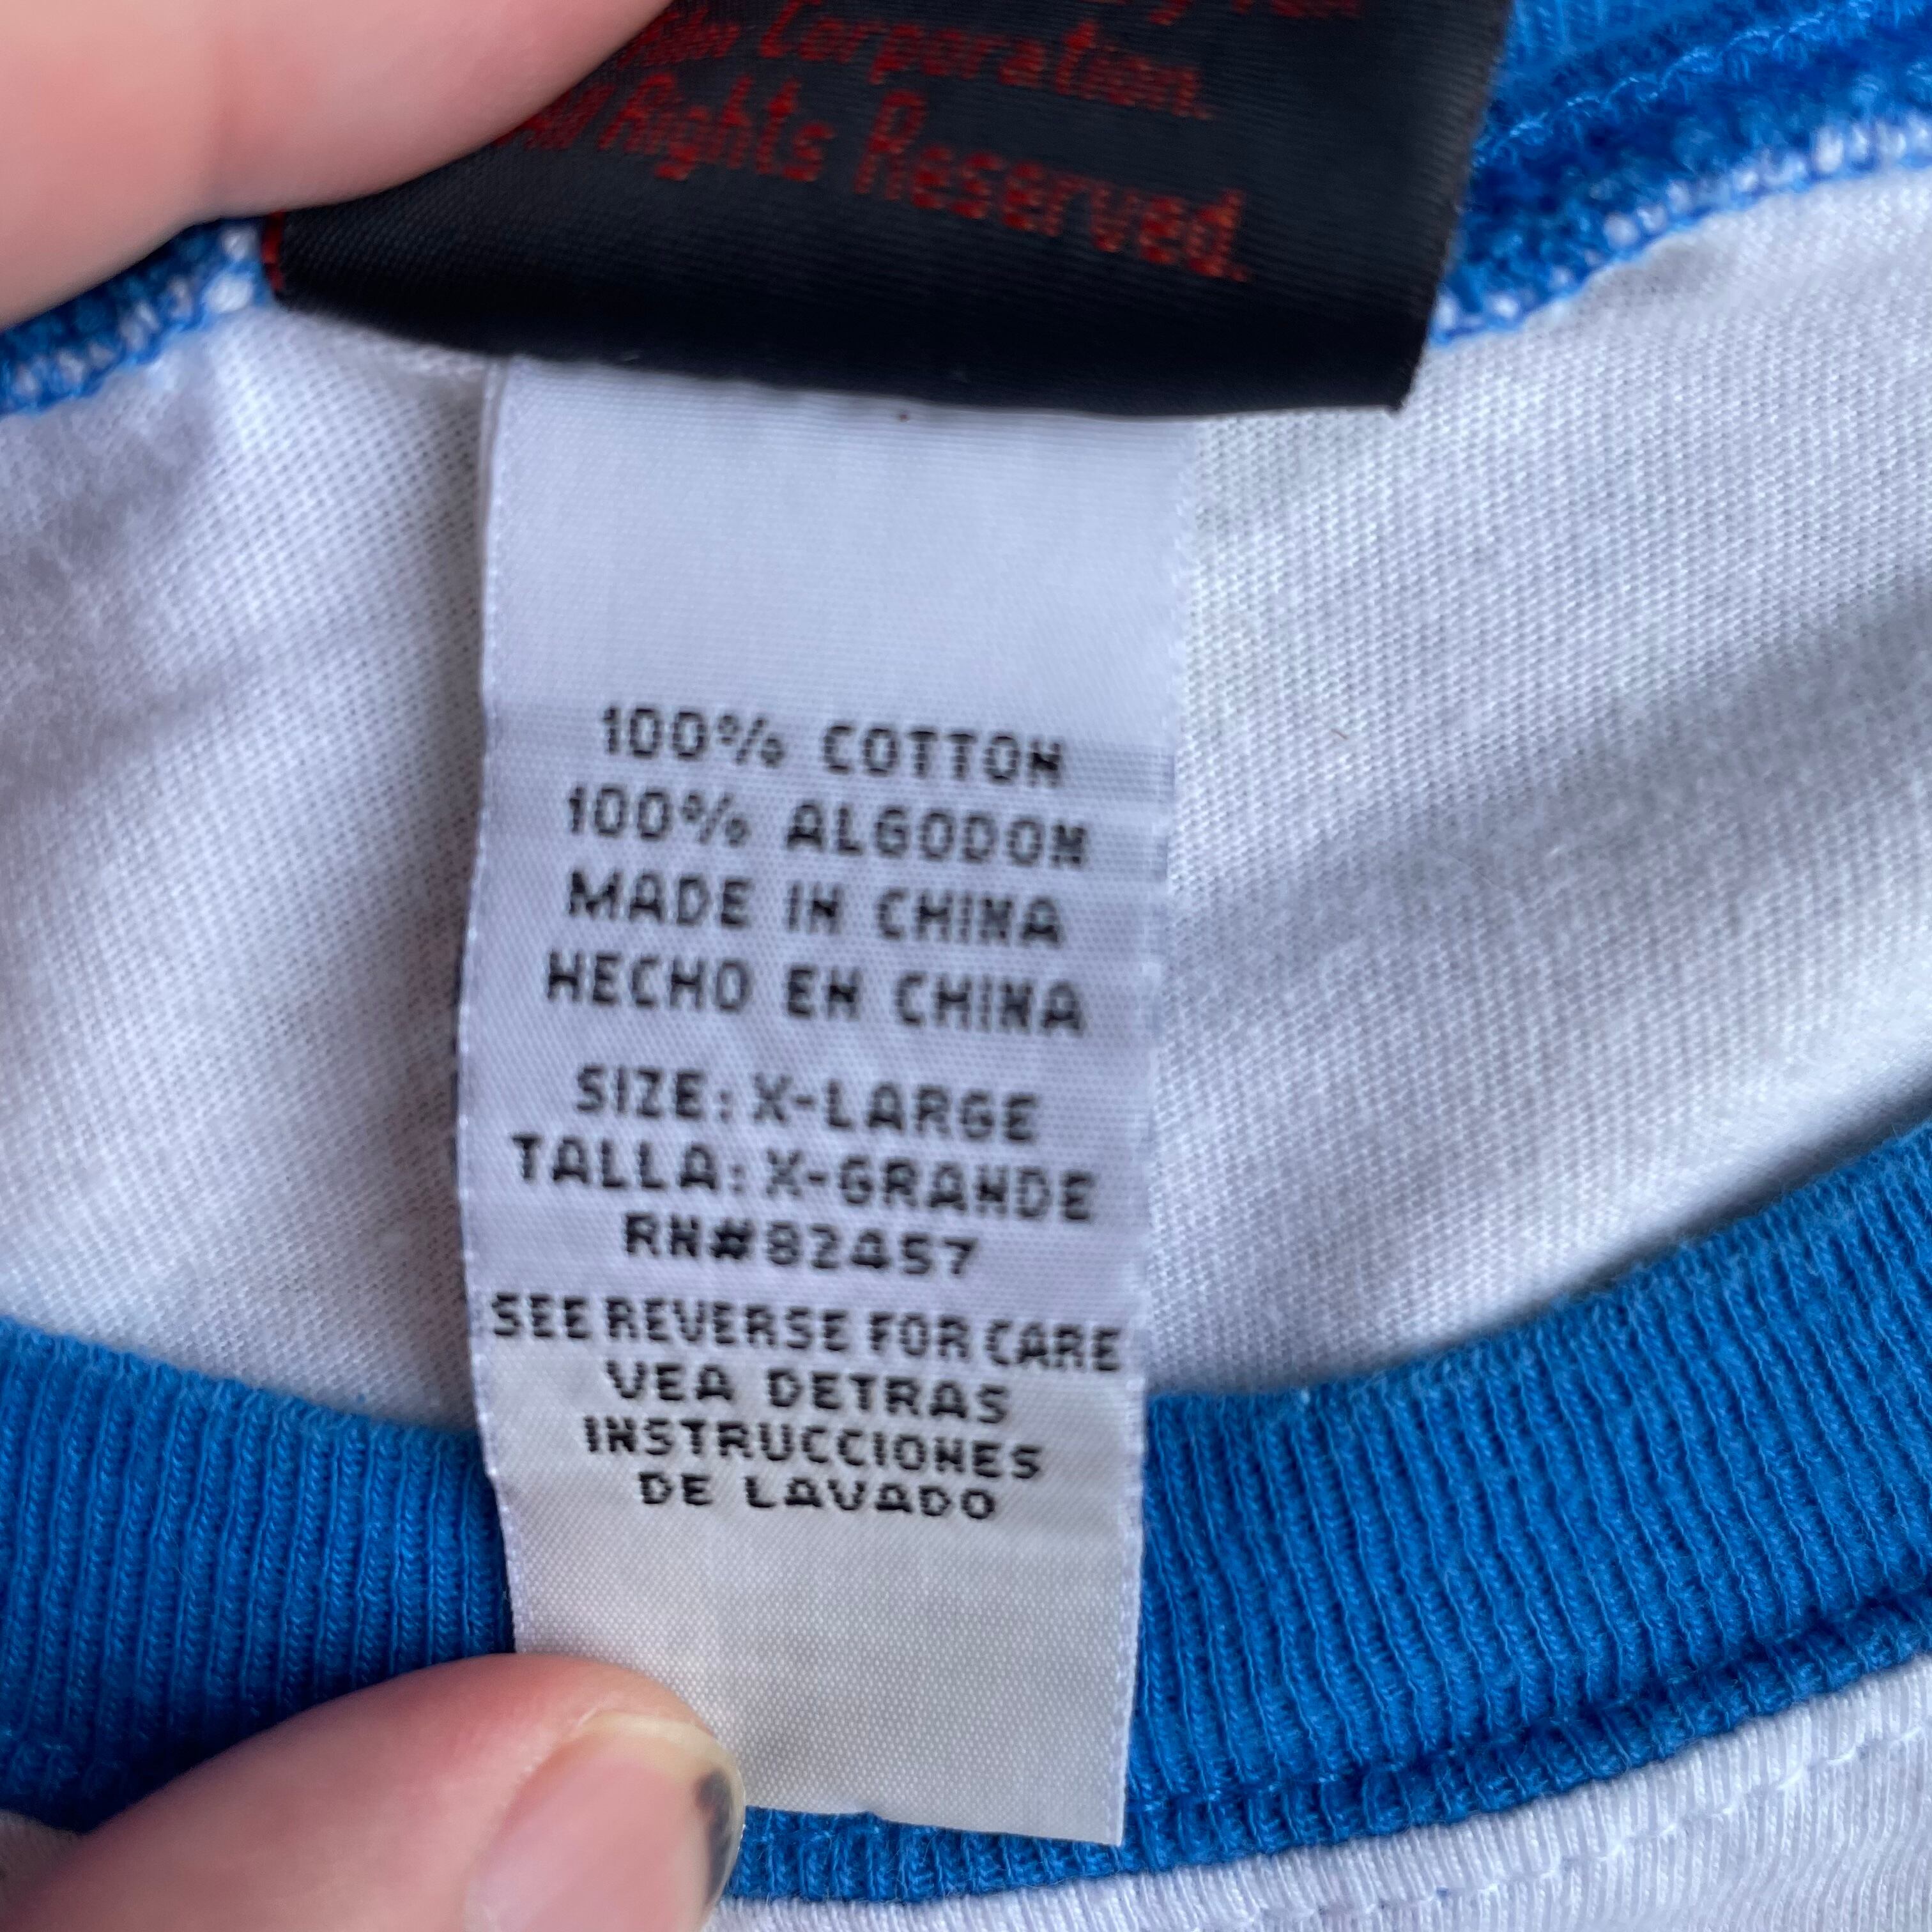 Corporation.
All Rights Reserved.
100% COTTON
100% ALGODON
MADE IN CHINA
HECHO EN CHINA
SIZE: X-LARGE
TALLA: X-GRANDE
RN#82457
SEE REVERSE FOR CARE
VEA DETRAS
INSTRUCCIONES
DE LAVADO